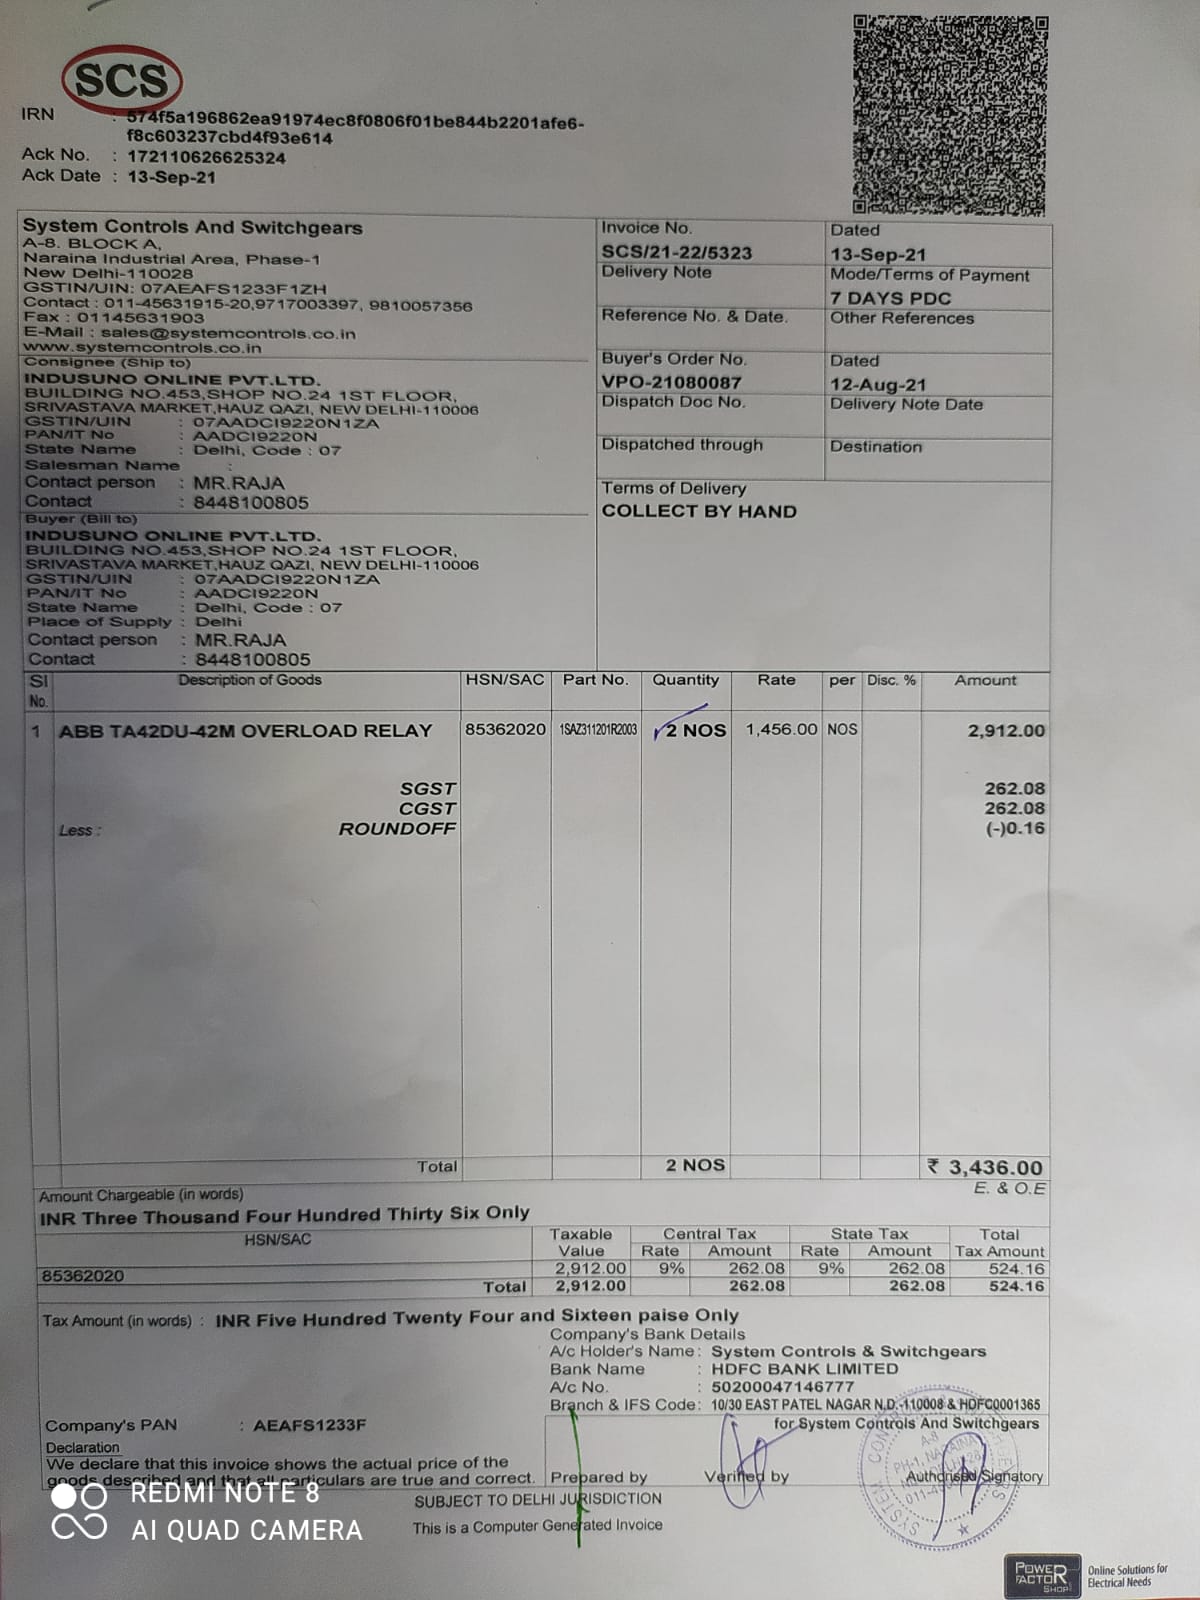 SCS
IRN : 574f5a196862ea91974ec8f0806f01be844b2201afe6-
f8c603237cbd4f93e614
Ack No. : 172110626625324
Ack Date : 13-Sep-21
System Controls And Switchgears
A-8. BLOCK A,
Naraina Industrial Area, Phase-1
New Delhi-110028
GSTIN/UIN: 07AEAFS1233F1ZH
Contact : 011-45631915-20,9717003397, 9810057356
Fax : 01145631903
E-Mail : sales@systemcontrols.co.in
www.systemcontrols.co.in
Consignee (Ship to)
INDUSUNO ONLINE PVT.LTD.
BUILDING NO.453,SHOP NO.24 1ST FLOOR,
SRIVASTAVA MARKET,HAUZ QAZI, NEW DELHI-110006
GSTIN/UIN : 07AADCI9220N1ZA
PAN/IT No : AADCI9220N
State Name : Delhi, Code : 07
Salesman Name :
Contact person : MR.RAJA
Contact : 8448100805
Buyer (Bill to)
INDUSUNO ONLINE PVT.LTD.
BUILDING NO.453,SHOP NO.24 1ST FLOOR,
SRIVASTAVA MARKET,HAUZ QAZI, NEW DELHI-110006
GSTIN/UIN : 07AADCI9220N1ZA
PAN/IT No : AADCI9220N
State Name : Delhi, Code : 07
Place of Supply : Delhi
Contact person : MR.RAJA
Contact : 8448100805
Invoice No. Dated
SCS/21-22/5323 13-Sep-21
Delivery Note Mode/Terms of Payment
7 DAYS PDC
Reference No. & Date. Other References
Buyer's Order No. Dated
VPO-21080087 12-Aug-21
Dispatch Doc No. Delivery Note Date
Dispatched through Destination
Terms of Delivery
COLLECT BY HAND
SI No. Description of Goods HSN/SAC Part No. Quantity Rate per Disc. % Amount
1 ABB TA42DU-42M OVERLOAD RELAY 85362020 1SAZ311201R2003 2 NOS 1,456.00 NOS 2,912.00
SGST 262.08
CGST 262.08
Less : ROUNDOFF (-)0.16
Total 2 NOS ₹ 3,436.00
Amount Chargeable (in words) E. & O.E
INR Three Thousand Four Hundred Thirty Six Only
HSN/SAC Taxable Central Tax State Tax Total
Value Rate Amount Rate Amount Tax Amount
85362020 2,912.00 9% 262.08 9% 262.08 524.16
Total 2,912.00 262.08 262.08 524.16
Tax Amount (in words) : INR Five Hundred Twenty Four and Sixteen paise Only
Company's Bank Details
A/c Holder's Name : System Controls & Switchgears
Bank Name : HDFC BANK LIMITED
A/c No. : 50200047146777
Branch & IFS Code : 10/30 EAST PATEL NAGAR N.D.-110008 & HDFC0001365
Company's PAN : AEAFS1233F
for System Controls And Switchgears
Declaration
We declare that this invoice shows the actual price of the
goods described and that all particulars are true and correct.
Prepared by Verified by Authorised Signatory
SUBJECT TO DELHI JURISDICTION
This is a Computer Generated Invoice
REDMI NOTE 8
AI QUAD CAMERA
POWER FACTOR SHOP
Online Solutions for
Electrical Needs